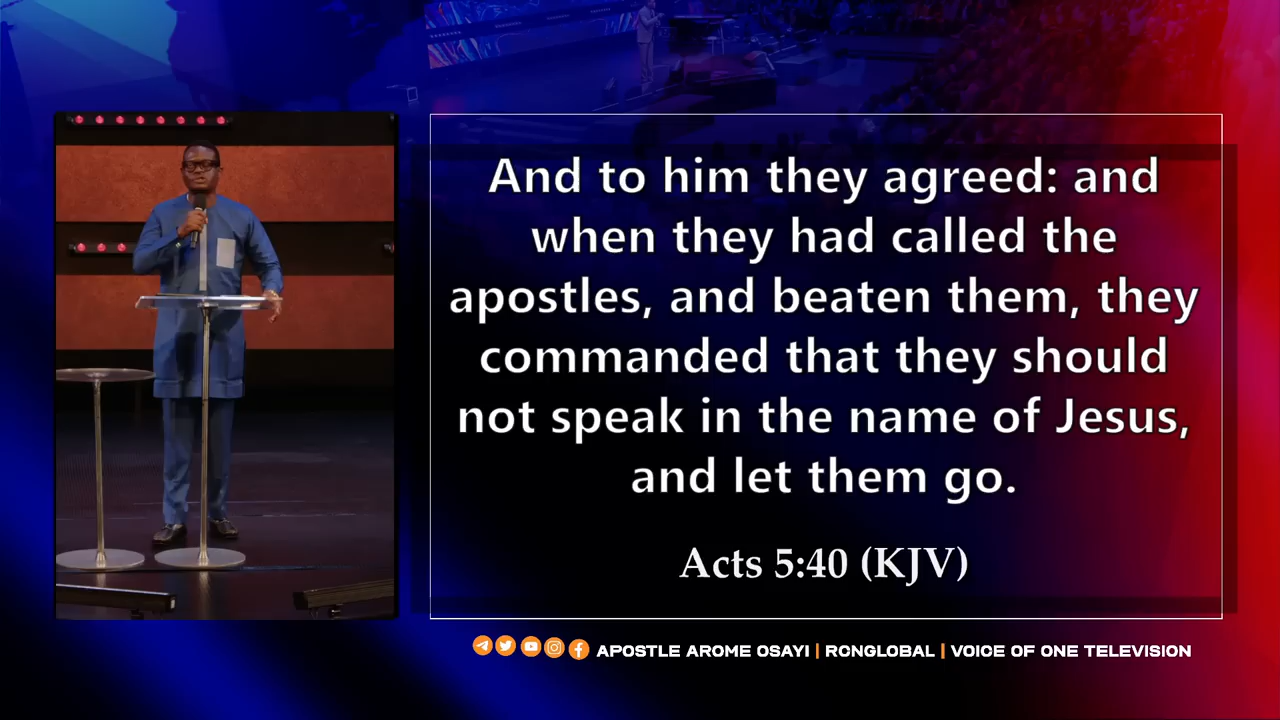 And to him they agreed: and
when they had called the
apostles, and beaten them, they
commanded that they should
not speak in the name of Jesus,
and let them go.
Acts 5:40 (KJV)
APOSTLE AROME OSAYI | RCNGLOBAL | VOICE OF ONE TELEVISION